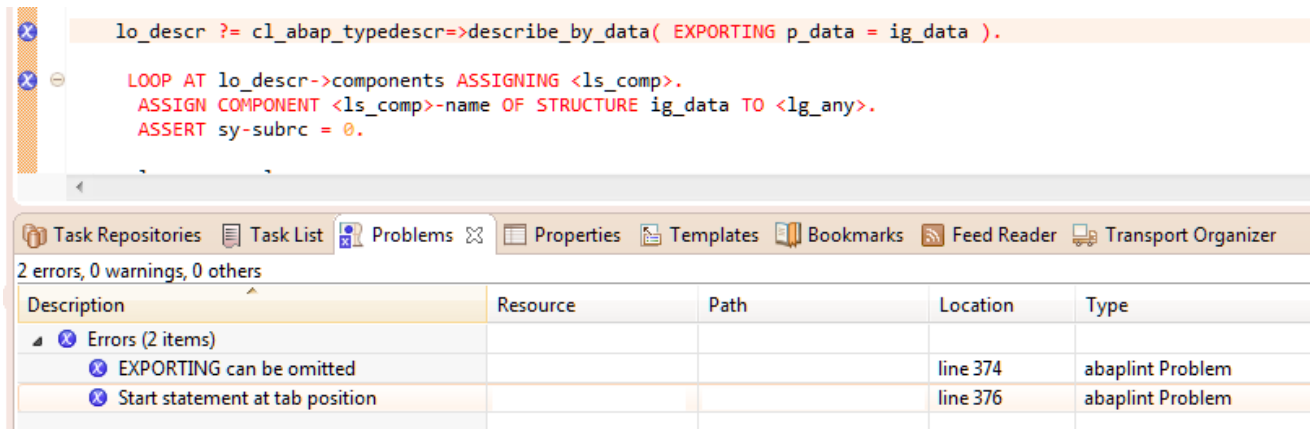 lo_descr ?= cl_abap_typedescr=>describe_by_data( EXPORTING p_data = ig_data ).
LOOP AT lo_descr->components ASSIGNING <ls_comp>.
ASSIGN COMPONENT <ls_comp>-name OF STRUCTURE ig_data TO <lg_any>.
ASSERT sy-subrc = 0.
Task Repositories Task List Problems Properties Templates Bookmarks Feed Reader Transport Organizer
2 errors, 0 warnings, 0 others
Description Resource Path Location Type
Errors (2 items)
EXPORTING can be omitted line 374 abaplint Problem
Start statement at tab position line 376 abaplint Problem